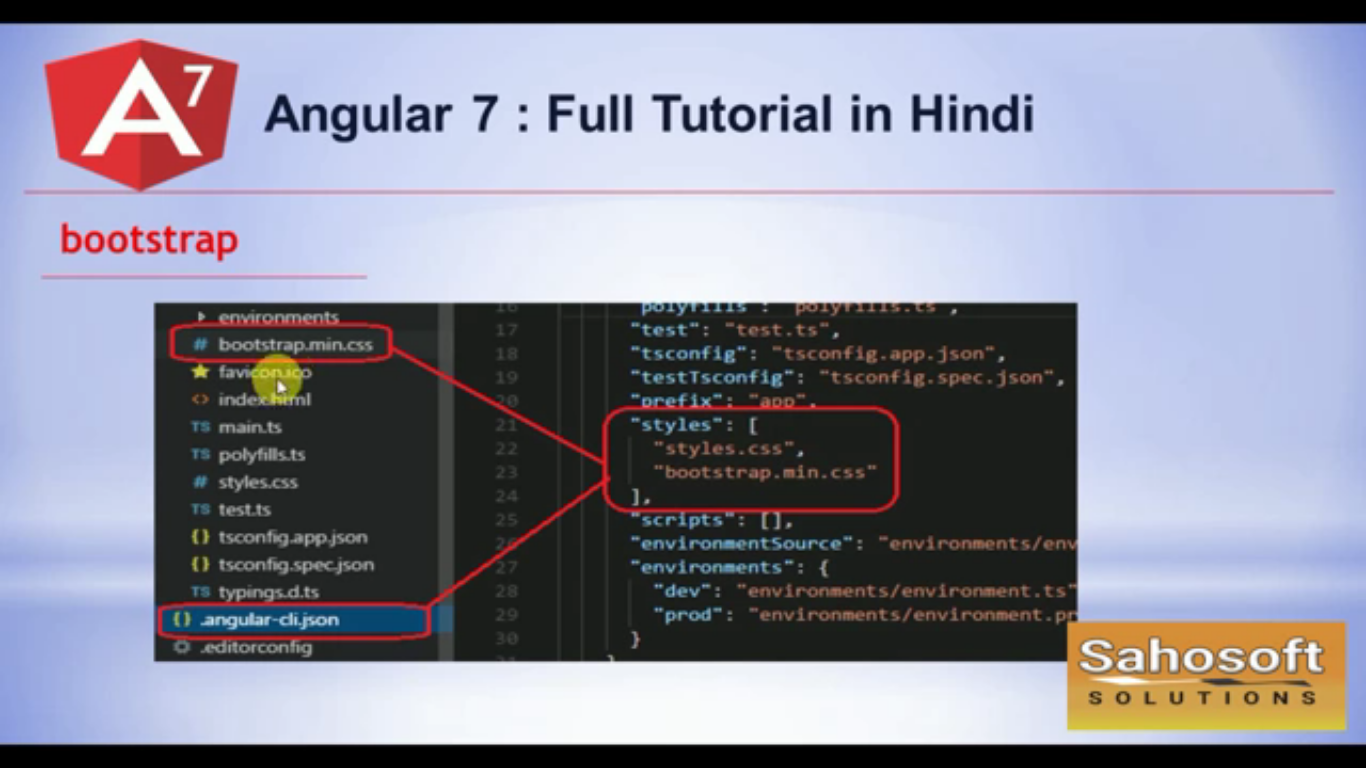 A7
Angular 7 : Full Tutorial in Hindi
bootstrap
environments
# bootstrap.min.css
favicon.ico
<> index.html
TS main.ts
TS polyfills.ts
# styles.css
TS test.ts
{} tsconfig.app.json
{} tsconfig.spec.json
TS typings.d.ts
{} .angular-cli.json
.editorconfig
16 "polyfills": "polyfills.ts",
17 "test": "test.ts",
18 "tsconfig": "tsconfig.app.json",
19 "testTsconfig": "tsconfig.spec.json",
20 "prefix": "app",
21 "styles": [
22 "styles.css",
23 "bootstrap.min.css"
24 ],
25 "scripts": [],
26 "environmentSource": "environments/env
27 "environments": {
28 "dev": "environments/environment.ts"
29 "prod": "environments/environment.pr
30 }
Sahosoft
SOLUTIONS